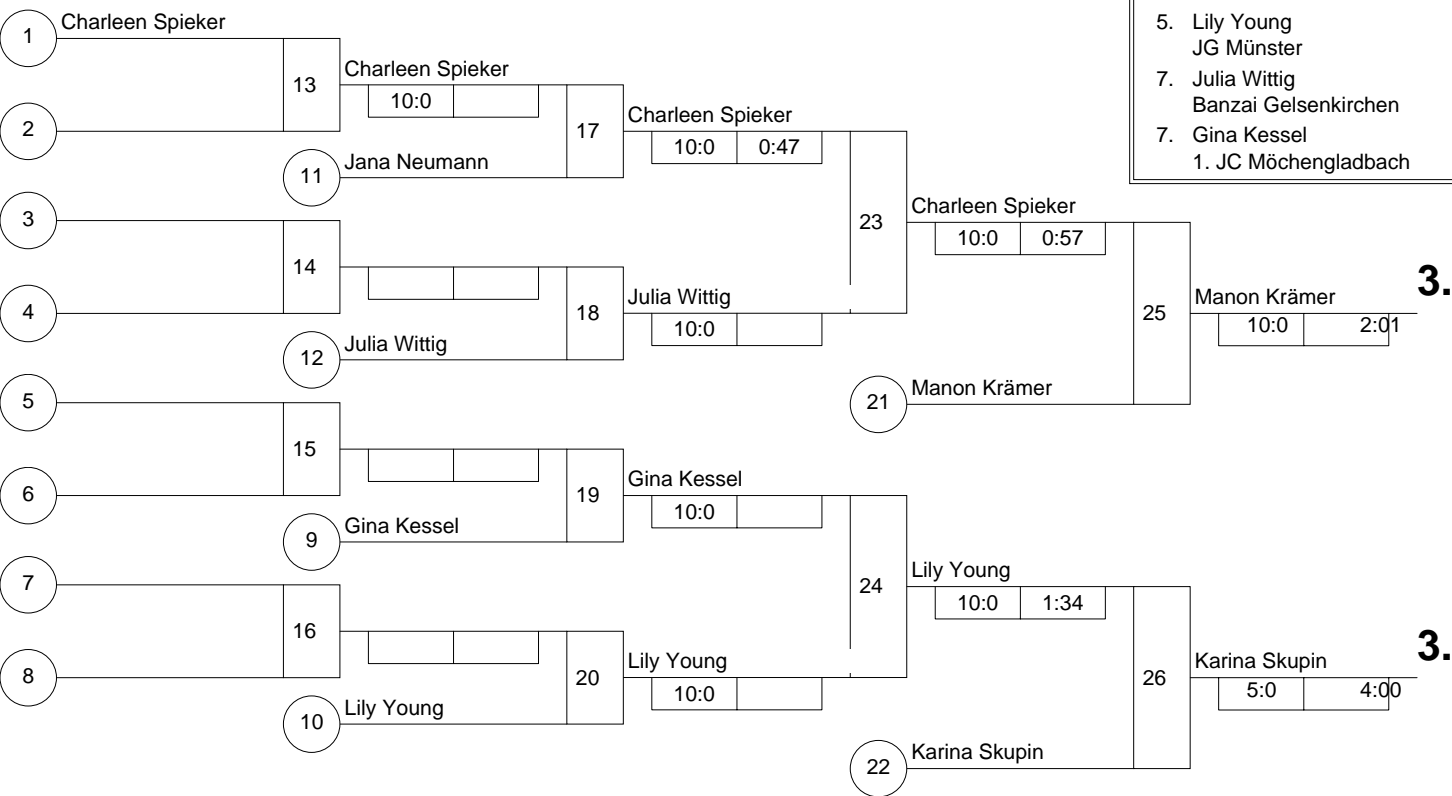 1 Charleen Spieker
13
Charleen Spieker
10:0
2
17
Charleen Spieker
10:0 0:47
11 Jana Neumann
3
23
Charleen Spieker
10:0 0:57
14
4
18
Julia Wittig
10:0
12 Julia Wittig
25
Manon Krämer
10:0 2:01
3.
5
21 Manon Krämer
15
6
19
Gina Kessel
10:0
9 Gina Kessel
7
24
Lily Young
10:0 1:34
16
8
20
Lily Young
10:0
10 Lily Young
26
Karina Skupin
5:0 4:00
3.
22 Karina Skupin
5. Lily Young
JG Münster
7. Julia Wittig
Banzai Gelsenkirchen
7. Gina Kessel
1. JC Möchengladbach